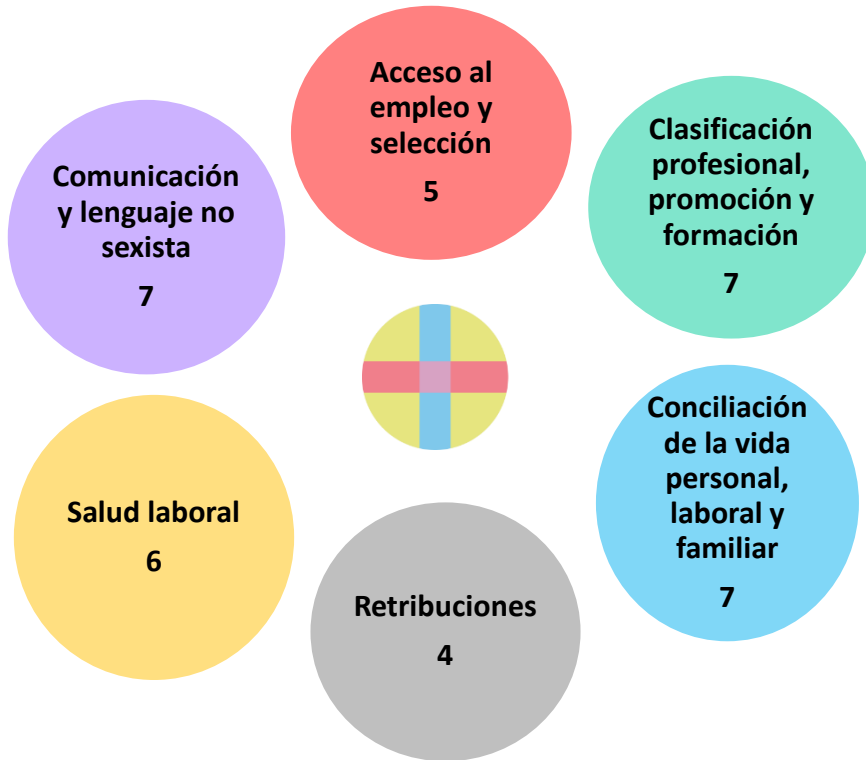 Acceso al
empleo y
selección
5
Clasificación
profesional,
promoción y
formación
7
Conciliación
de la vida
personal,
laboral y
familiar
7
Retribuciones
4
Salud laboral
6
Comunicación
y lenguaje no
sexista
7